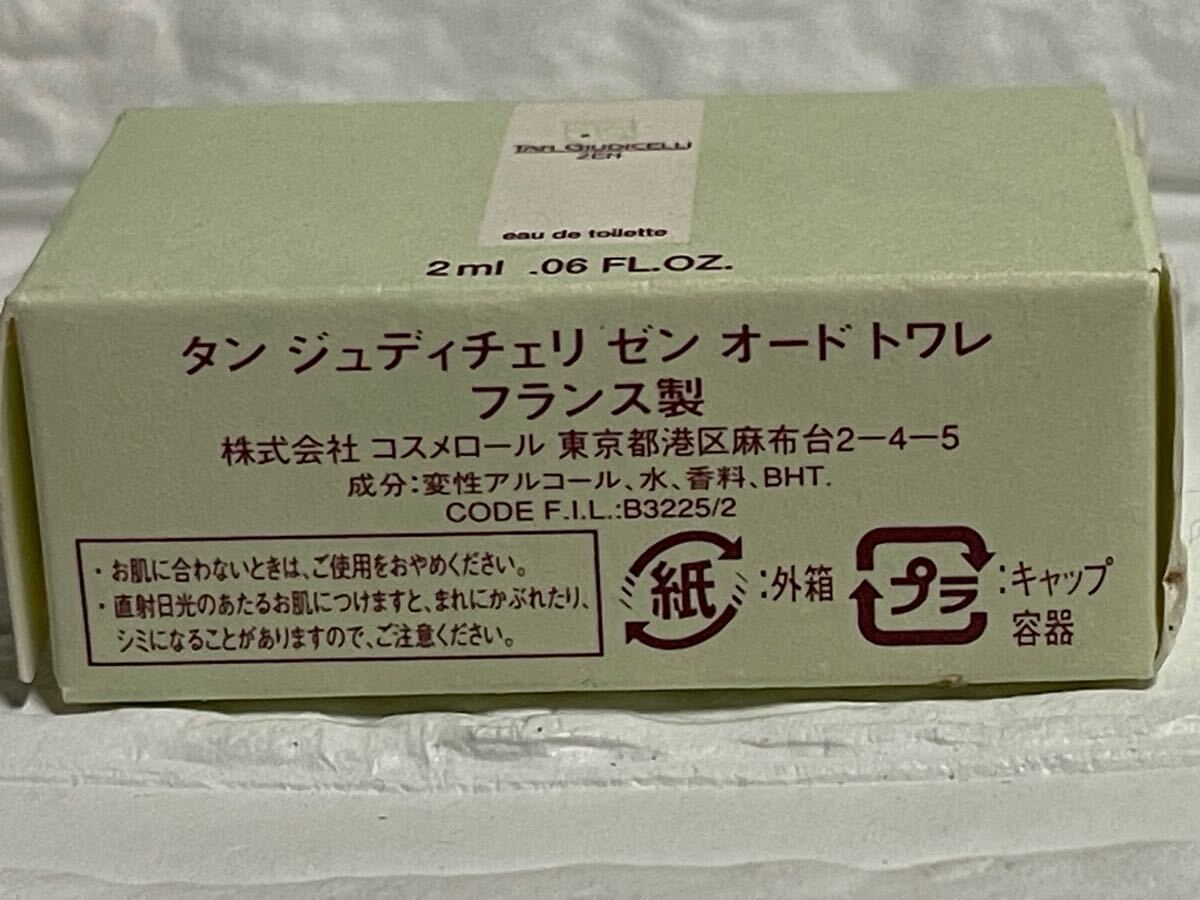 TAN GIUDICELLI
ZEN
eau de toilette
2 ml .06 FL.OZ.
タン ジュディチェリ ゼン オード トワレ
フランス製
株式会社 コスメロール 東京都港区麻布台2-4-5
成分:変性アルコール、水、香料、BHT.
CODE F.I.L.:B3225/2
・お肌に合わないときは、ご使用をおやめください。
・直射日光のあたるお肌につけますと、まれにかぶれたり、
シミになることがありますので、ご注意ください。
紙:外箱
プラ:キャップ
容器